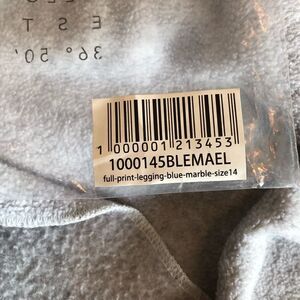 E T S E
36° 50'
1 000001 213453
1000145BLEMAEL
full-print-legging-blue-marble-size14